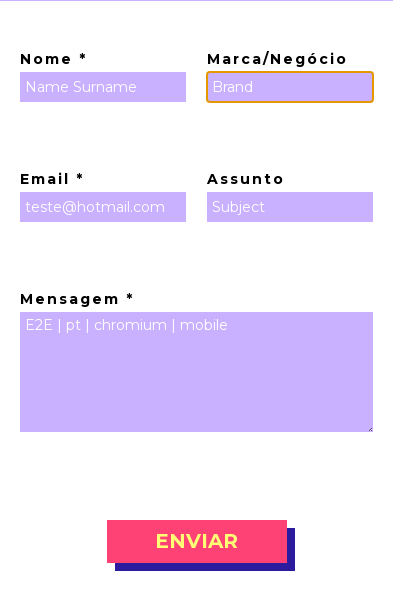 Nome *
Marca/Negócio
Name Surname
Brand
Email *
Assunto
teste@hotmail.com
Subject
Mensagem *
E2E | pt | chromium | mobile
ENVIAR